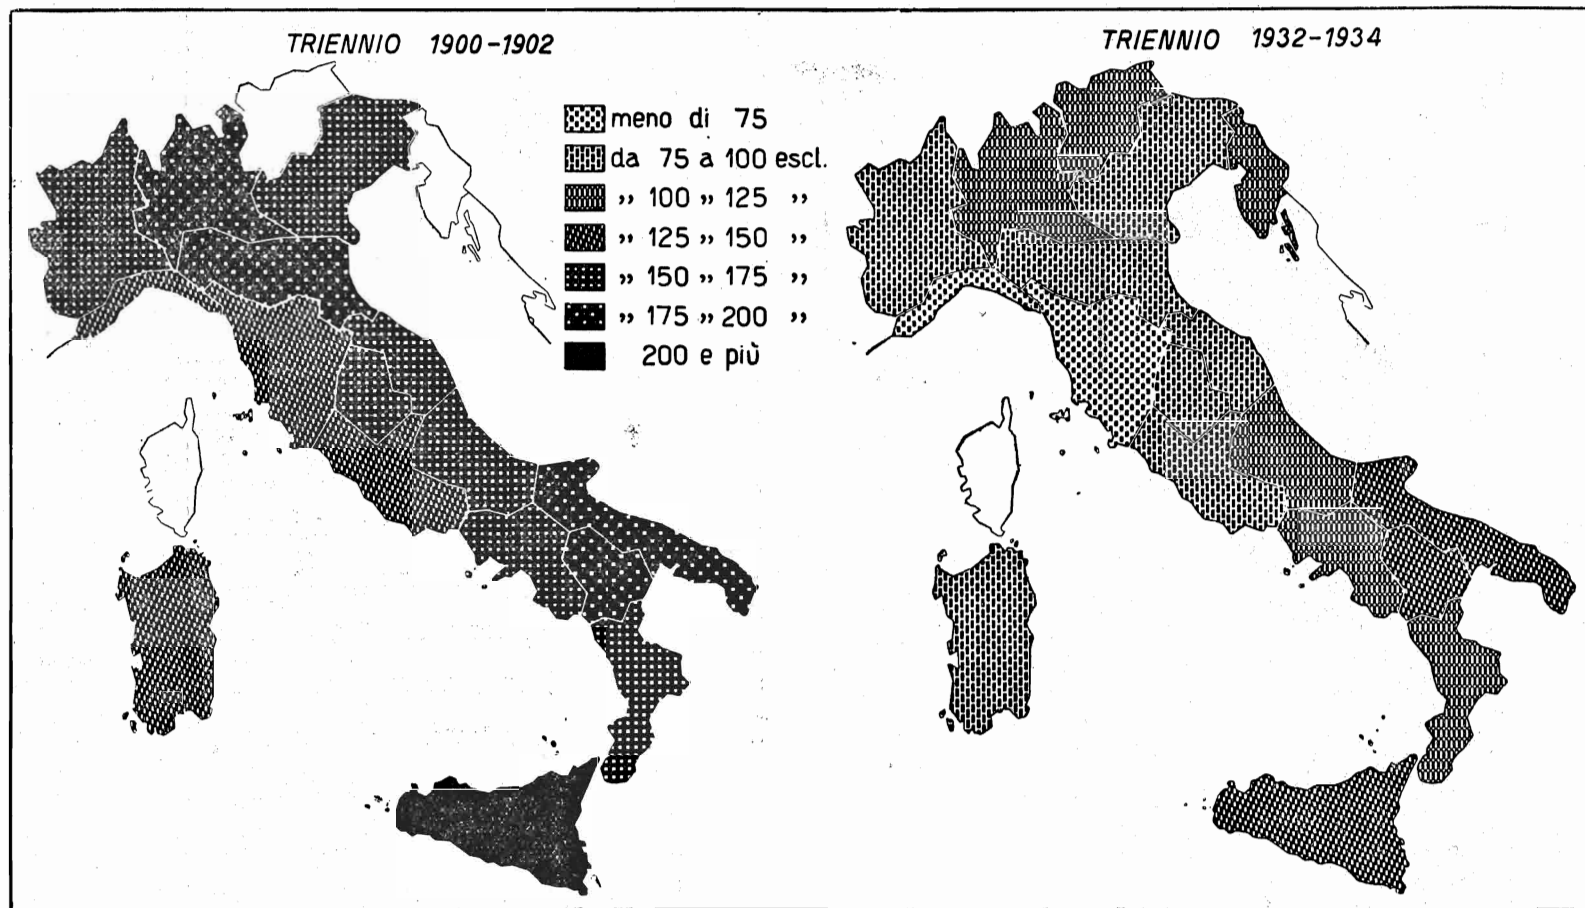 TRIENNIO 1900-1902
TRIENNIO 1932-1934
meno di 75
da 75 a 100 escl.
„ 100 „ 125 „
„ 125 „ 150 „
„ 150 „ 175 „
„ 175 „ 200 „
200 e più